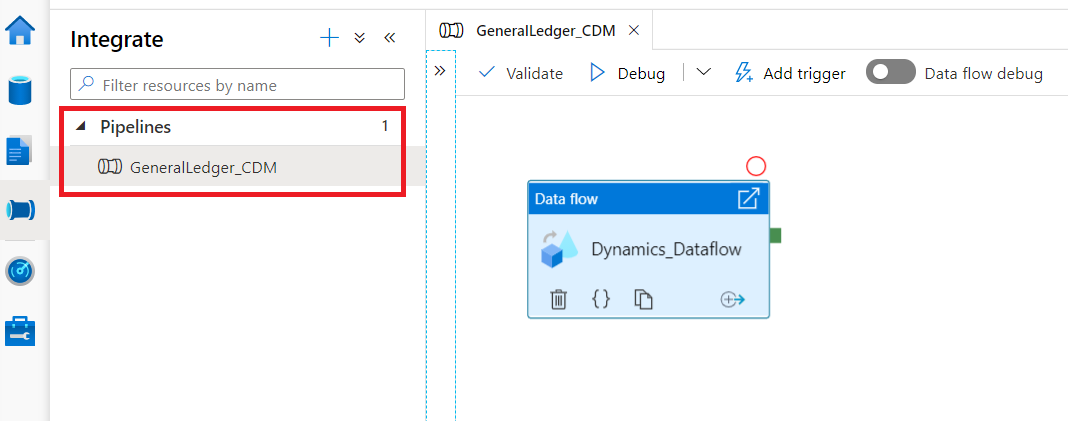 Integrate
Filter resources by name
Pipelines 1
GeneralLedger_CDM
GeneralLedger_CDM
Validate Debug Add trigger Data flow debug
Data flow
Dynamics_Dataflow